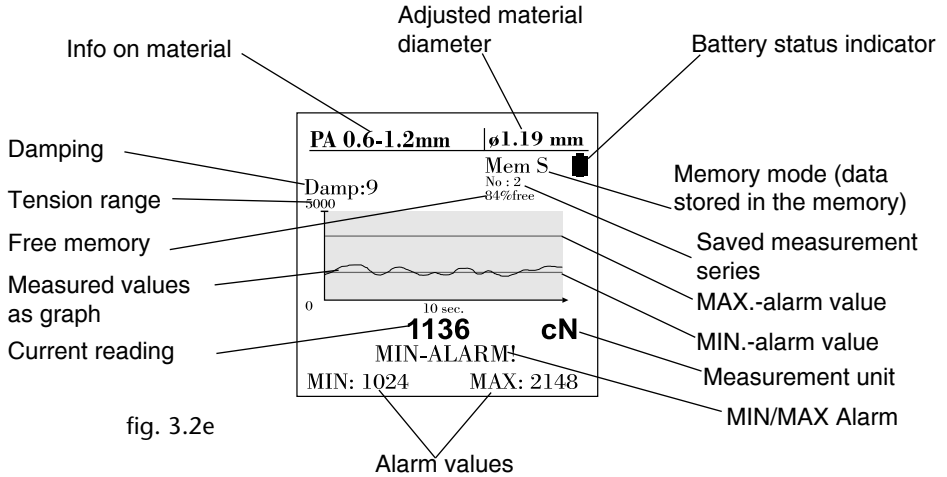 Adjusted material
diameter
Info on material
Battery status indicator
PA 0.6-1.2mm
ø1.19 mm
Damping
Mem S
Memory mode (data
stored in the memory)
Damp:9
No : 2
84%free
Tension range
5000
Free memory
Saved measurement
series
Measured values
as graph
MAX.-alarm value
0
10 sec.
Current reading
1136
cN
MIN.-alarm value
MIN-ALARM!
Measurement unit
MIN: 1024
MAX: 2148
MIN/MAX Alarm
fig. 3.2e
Alarm values